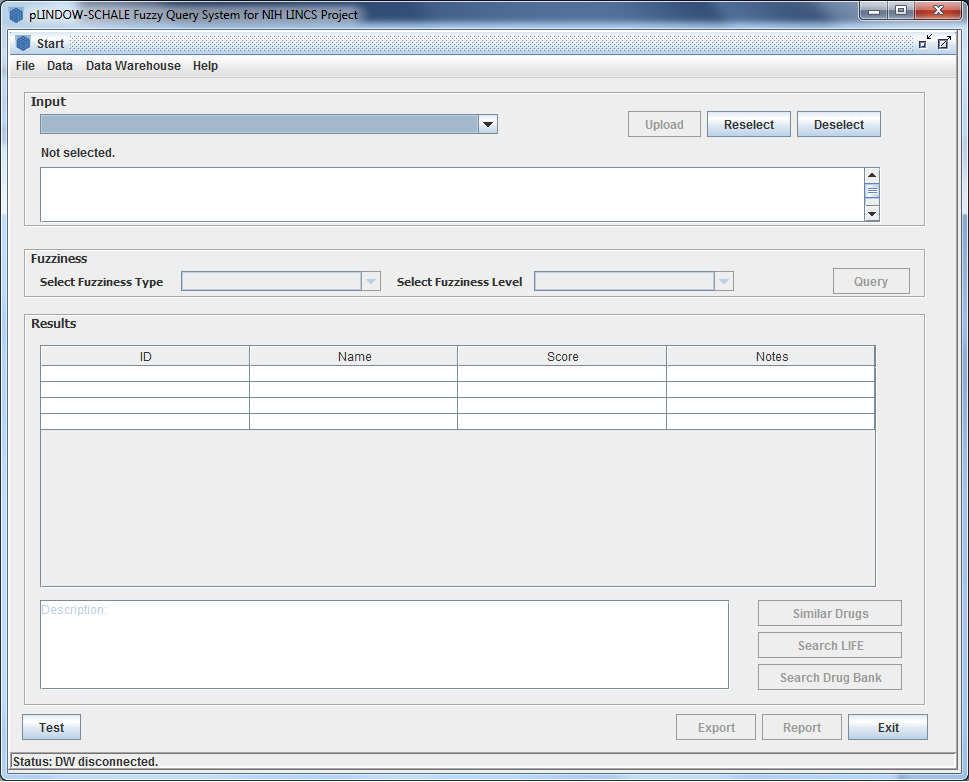 pLINDOW-SCHALE Fuzzy Query System for NIH LINCS Project
Start
File Data Data Warehouse Help
Input
Upload Reselect Deselect
Not selected.
Fuzziness
Select Fuzziness Type Select Fuzziness Level Query
Results
ID Name Score Notes
Description:
Similar Drugs
Search LIFE
Search Drug Bank
Test Export Report Exit
Status: DW disconnected.